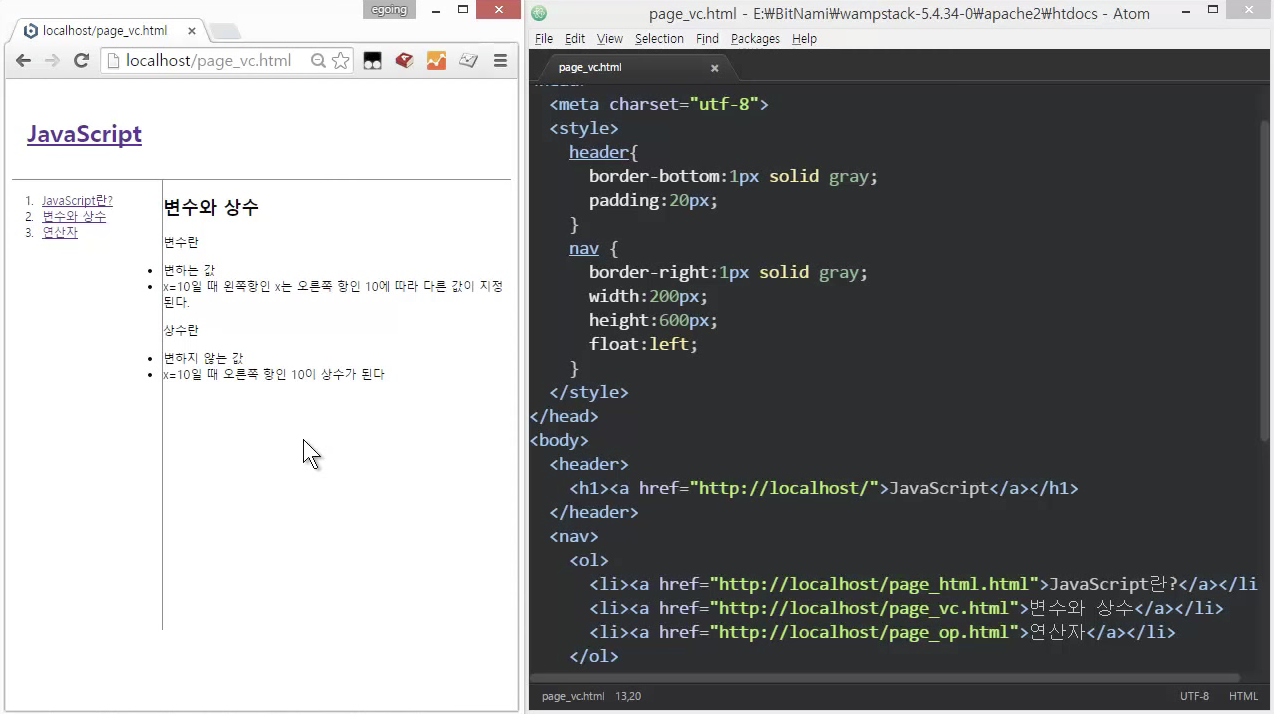 egoing
localhost/page_vc.html
localhost/page_vc.html
JavaScript
1. JavaScript란?
2. 변수와 상수
3. 연산자
변수와 상수
변수란
• 변하는 값
• x=10일 때 왼쪽항인 x는 오른쪽 항인 10에 따라 다른 값이 지정
된다.
상수란
• 변하지 않는 값
• x=10일 때 오른쪽 항인 10이 상수가 된다
page_vc.html - E:₩BitNami₩wampstack-5.4.34-0₩apache2₩htdocs - Atom
File Edit View Selection Find Packages Help
page_vc.html
<meta charset="utf-8">
<style>
header{
border-bottom:1px solid gray;
padding:20px;
}
nav {
border-right:1px solid gray;
width:200px;
height:600px;
float:left;
}
</style>
</head>
<body>
<header>
<h1><a href="http://localhost/">JavaScript</a></h1>
</header>
<nav>
<ol>
<li><a href="http://localhost/page_html.html">JavaScript란?</a></li
<li><a href="http://localhost/page_vc.html">변수와 상수</a></li>
<li><a href="http://localhost/page_op.html">연산자</a></li>
</ol>
page_vc.html 13,20 UTF-8 HTML